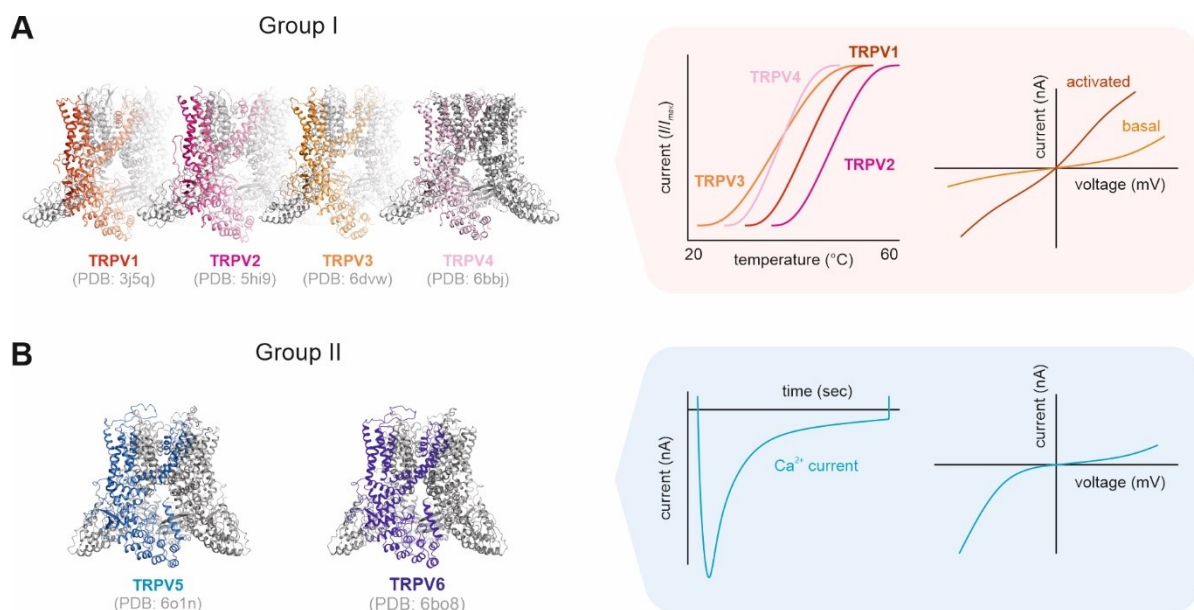 A
Group I
TRPV1
(PDB: 3j5q)
TRPV2
(PDB: 5hi9)
TRPV3
(PDB: 6dvw)
TRPV4
(PDB: 6bbj)
current (I/Imax)
TRPV1
TRPV4
TRPV3
TRPV2
20
temperature (°C)
60
current (nA)
activated
basal
voltage (mV)
B
Group II
TRPV5
(PDB: 6o1n)
TRPV6
(PDB: 6bo8)
time (sec)
current (nA)
Ca²⁺ current
current (nA)
voltage (mV)